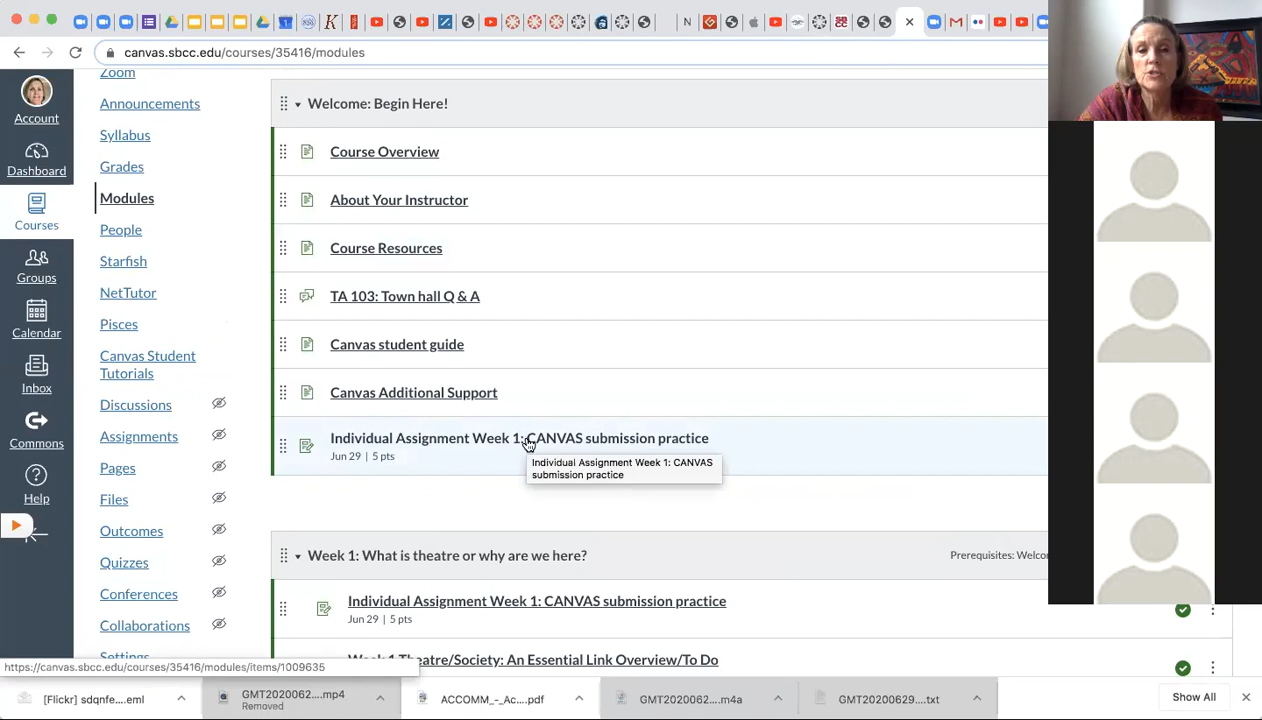 canvas.sbcc.edu/courses/35416/modules
Account
Dashboard
Courses
Groups
Calendar
Inbox
Commons
Help
Zoom
Announcements
Syllabus
Grades
Modules
People
Starfish
NetTutor
Pisces
Canvas Student
Tutorials
Discussions
Assignments
Pages
Files
Outcomes
Quizzes
Conferences
Collaborations
Settings
Welcome: Begin Here!
Course Overview
About Your Instructor
Course Resources
TA 103: Town hall Q & A
Canvas student guide
Canvas Additional Support
Individual Assignment Week 1: CANVAS submission practice
Jun 29 | 5 pts
Individual Assignment Week 1: CANVAS
submission practice
Week 1: What is theatre or why are we here?
Prerequisites: Welco
Individual Assignment Week 1: CANVAS submission practice
Jun 29 | 5 pts
Week 1 Theatre/Society: An Essential Link Overview/To Do
https://canvas.sbcc.edu/courses/35416/modules/items/1009635
[Flickr] sdqnfe....eml
GMT2020062....mp4
Removed
ACCOMM_-_Ac....pdf
GMT2020062....m4a
GMT20200629....txt
Show All